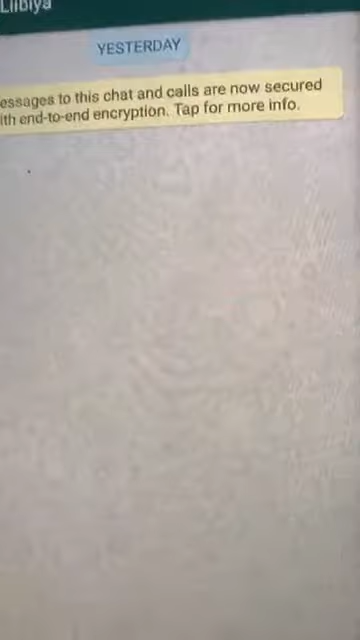 YESTERDAY
essages to this chat and calls are now secured
ith end-to-end encryption. Tap for more info.